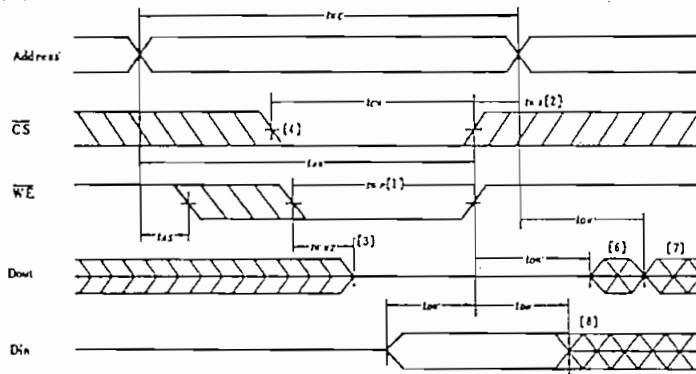 tWC
Address
tCW
tWR[2]
CS
[4]
tAW
tWP[1]
WE
tAS
tWHZ
[3]
tOW
[6]
[7]
Dout
tDW
tDH
[8]
Din